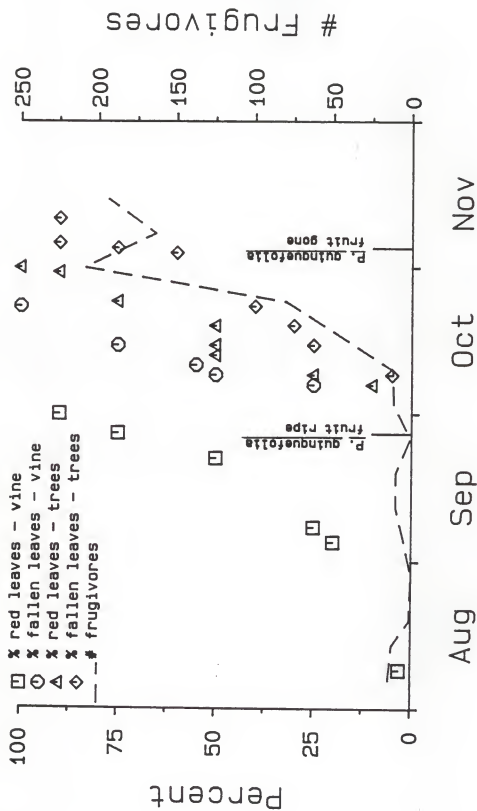 % red leaves - vine
% fallen leaves - vine
% red leaves - trees
% fallen leaves - trees
# frugivores
Percent
100
75
50
25
0
# Frugivores
250
200
150
100
50
0
P. quinquefolia
fruit ripe
P. quinquefolia
fruit gone
Aug Sep Oct Nov